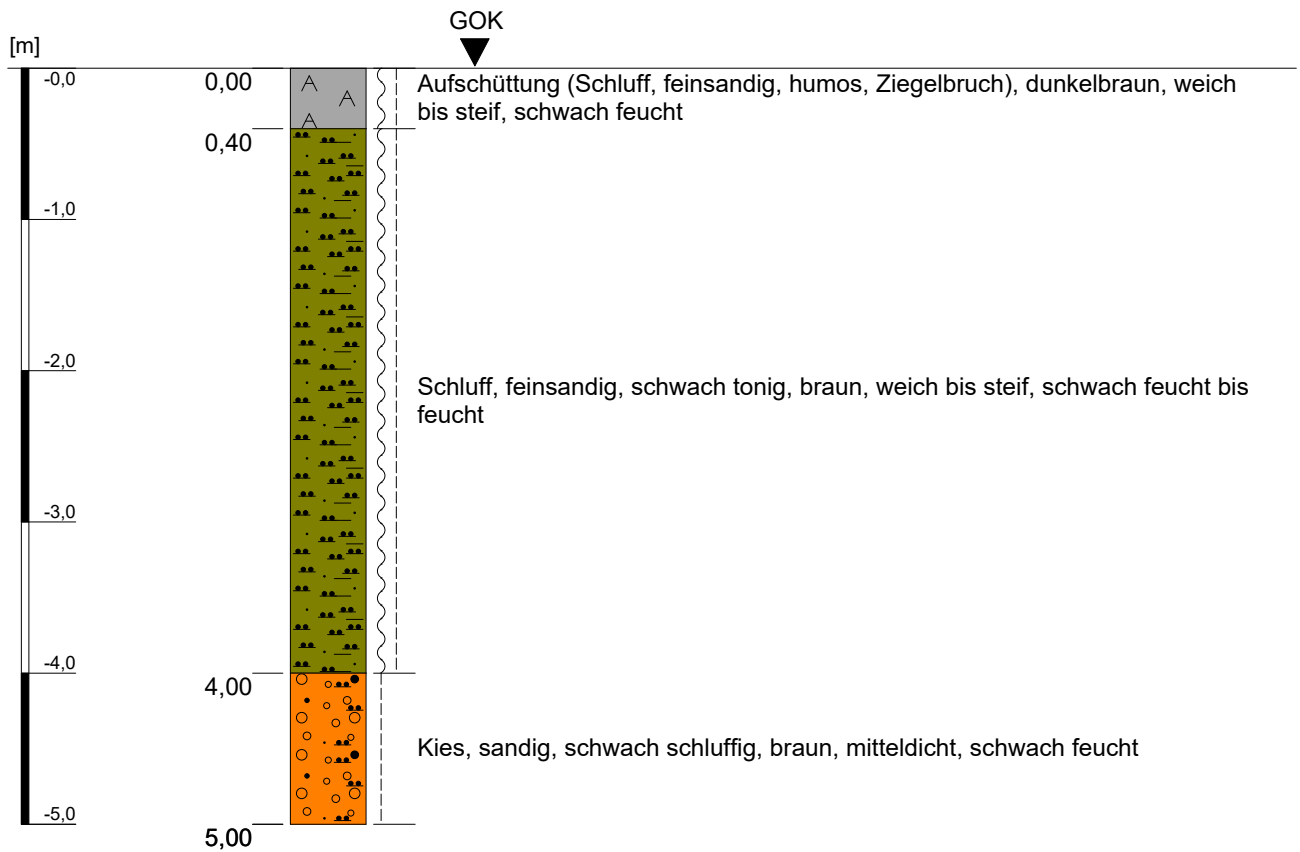 GOK
[m]
-0,0
0,00
Aufschüttung (Schluff, feinsandig, humos, Ziegelbruch), dunkelbraun, weich
bis steif, schwach feucht
0,40
-1,0
-2,0
Schluff, feinsandig, schwach tonig, braun, weich bis steif, schwach feucht bis
feucht
-3,0
-4,0
4,00
Kies, sandig, schwach schluffig, braun, mitteldicht, schwach feucht
-5,0
5,00